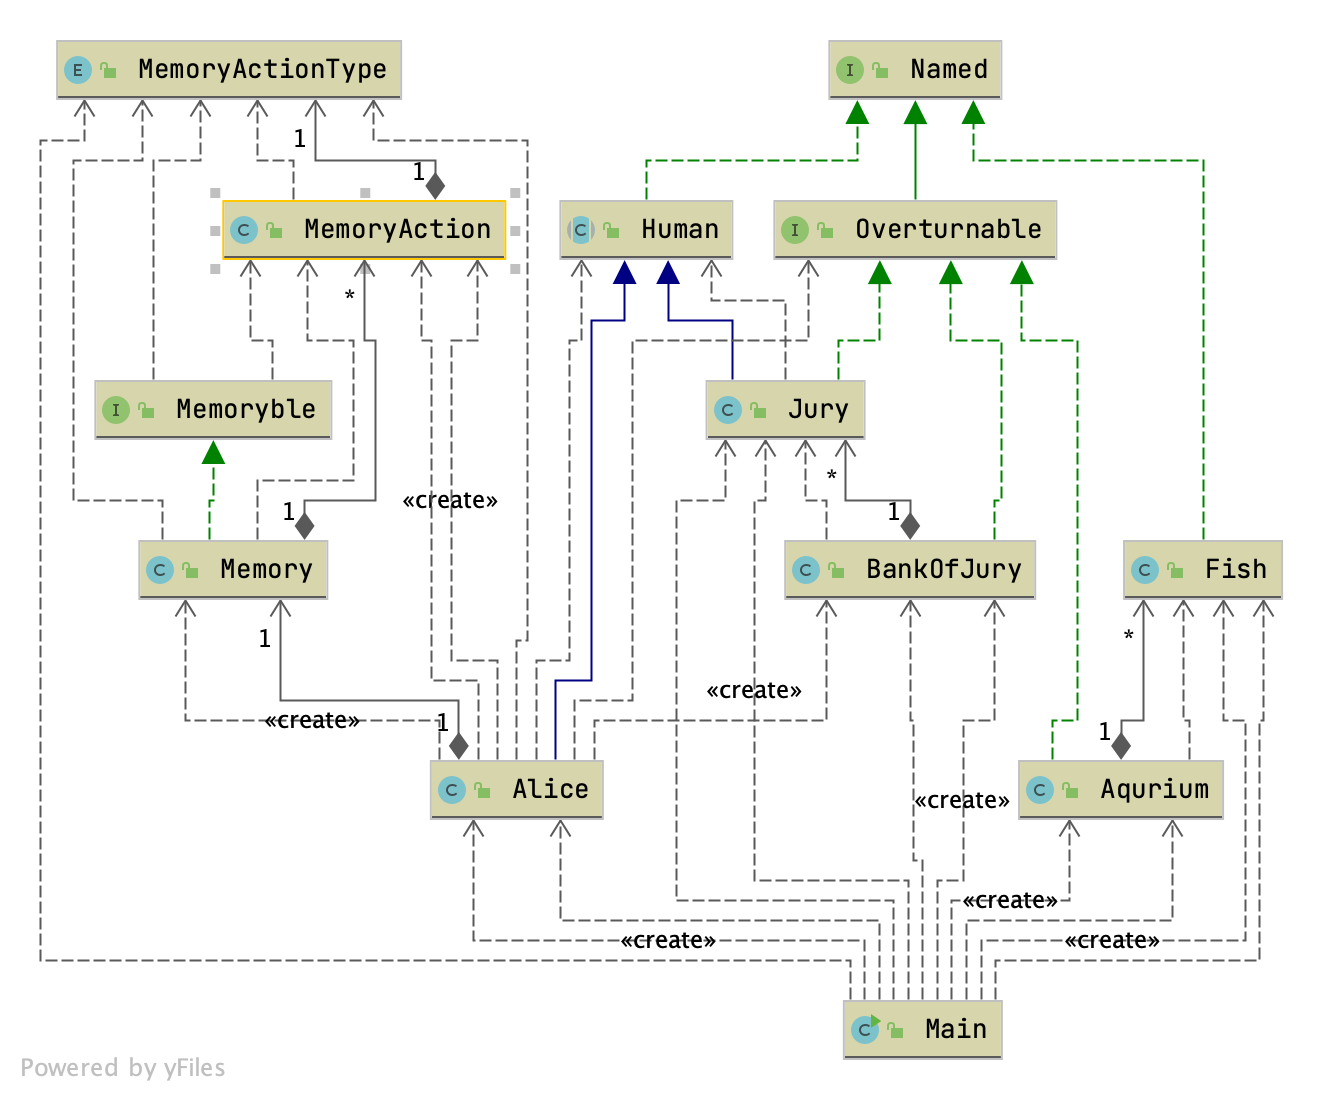 E MemoryActionType
I Named
1
1
C MemoryAction
C Human
I Overturnable
*
I Memoryble
C Jury
*
«create»
1
1
C Memory
C BankOfJury
C Fish
1
*
«create»
«create»
1
1
C Alice
C Aqurium
«create»
«create»
«create»
«create»
C Main
Powered by yFiles